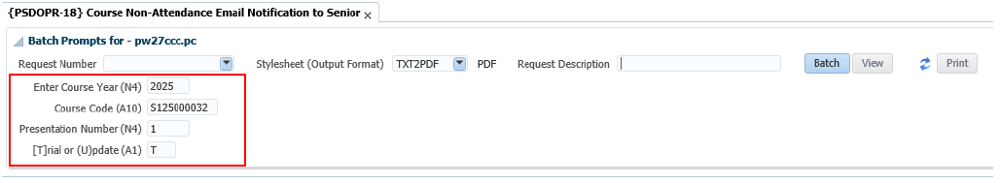 {PSDOPR-18} Course Non-Attendance Email Notification to Senior ×
Batch Prompts for - pw27ccc.pc
Request Number Stylesheet (Output Format) TXT2PDF PDF Request Description Batch View Print
Enter Course Year (N4) 2025
Course Code (A10) S125000032
Presentation Number (N4) 1
[T]rial or (U)pdate (A1) T